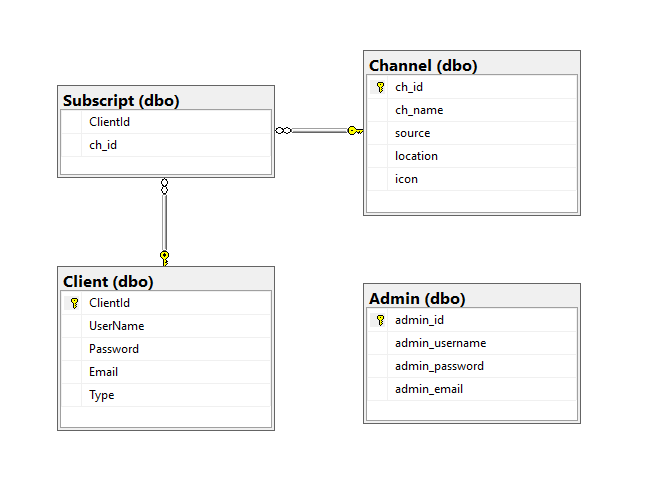 Subscript (dbo)
ClientId
ch_id
Channel (dbo)
ch_id
ch_name
source
location
icon
Client (dbo)
ClientId
UserName
Password
Email
Type
Admin (dbo)
admin_id
admin_username
admin_password
admin_email